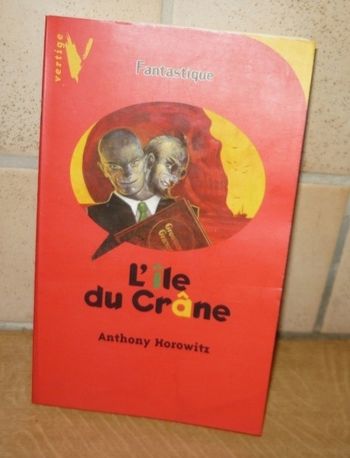 vertige
Fantastique
L'île
du Crâne
Anthony Horowitz